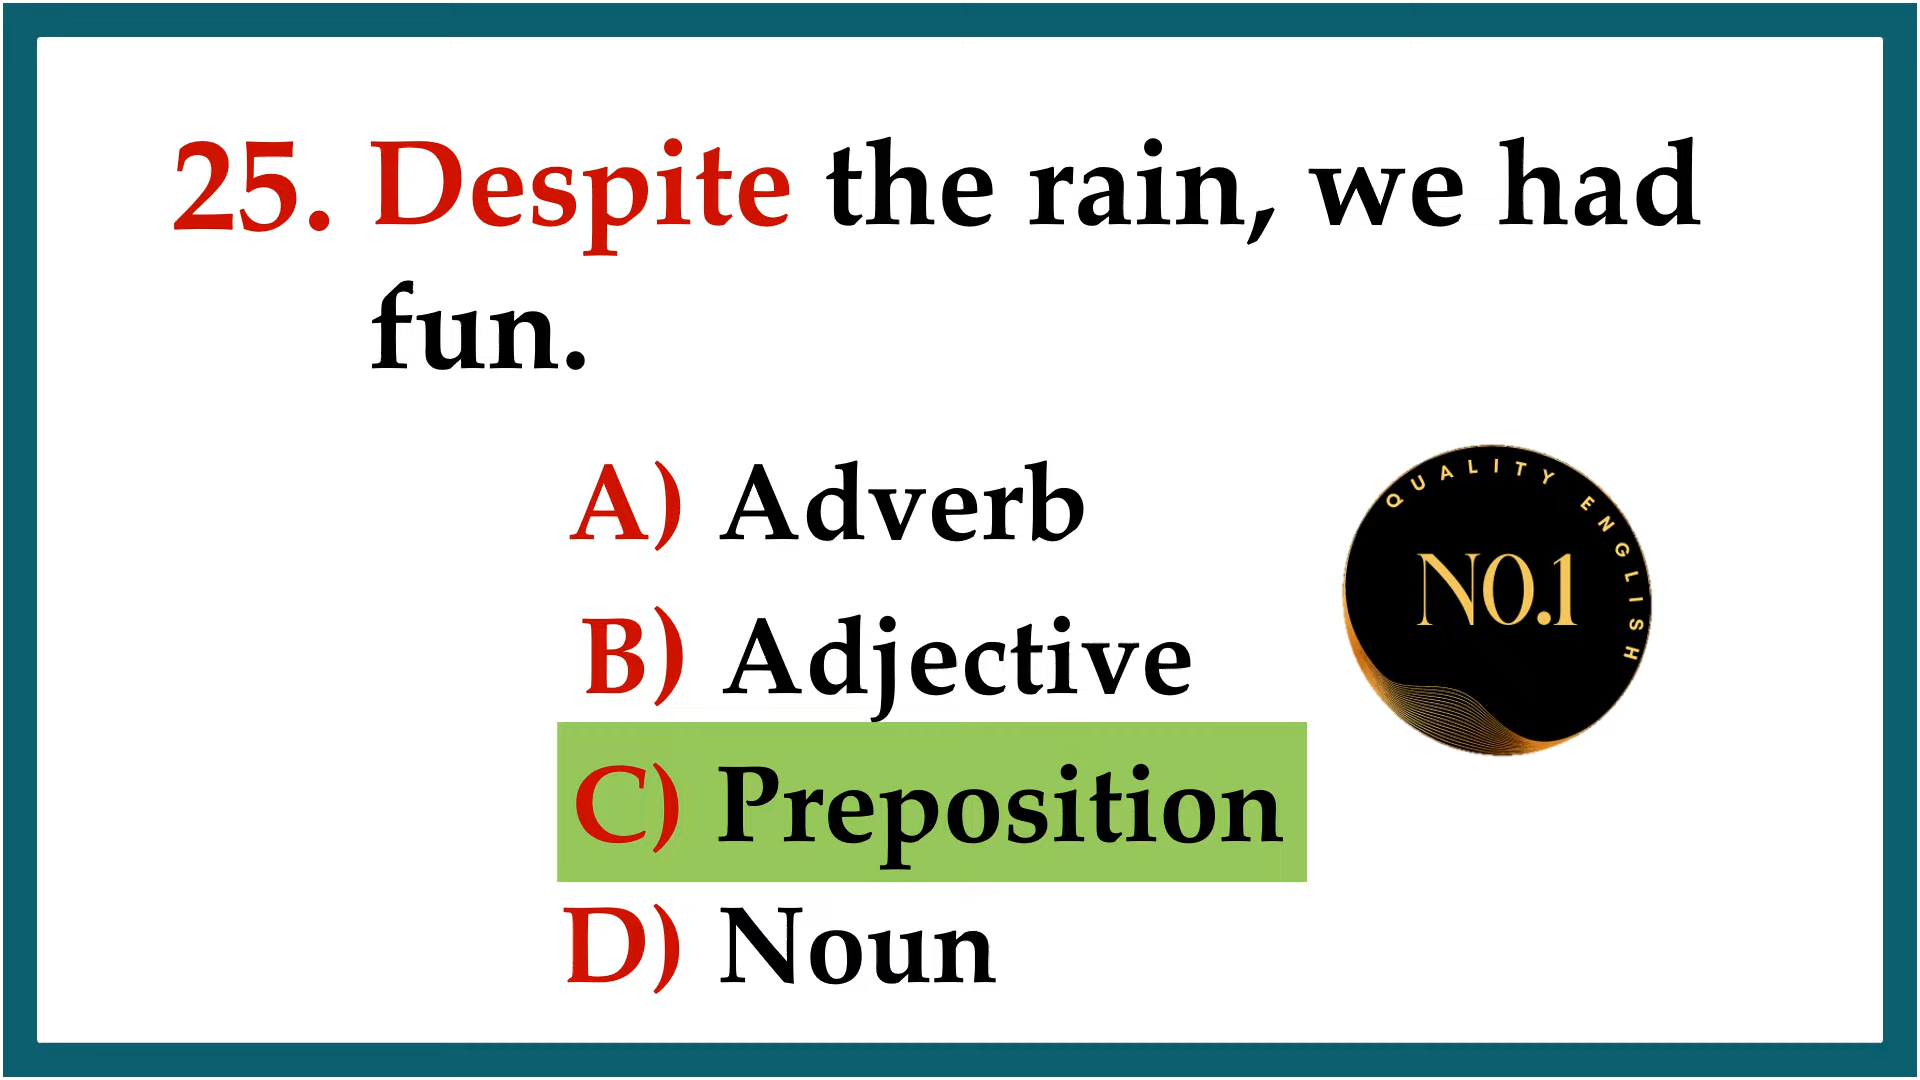 25. Despite the rain, we had
fun.
A) Adverb
B) Adjective
C) Preposition
D) Noun
QUALITY ENGLISH
NO.1